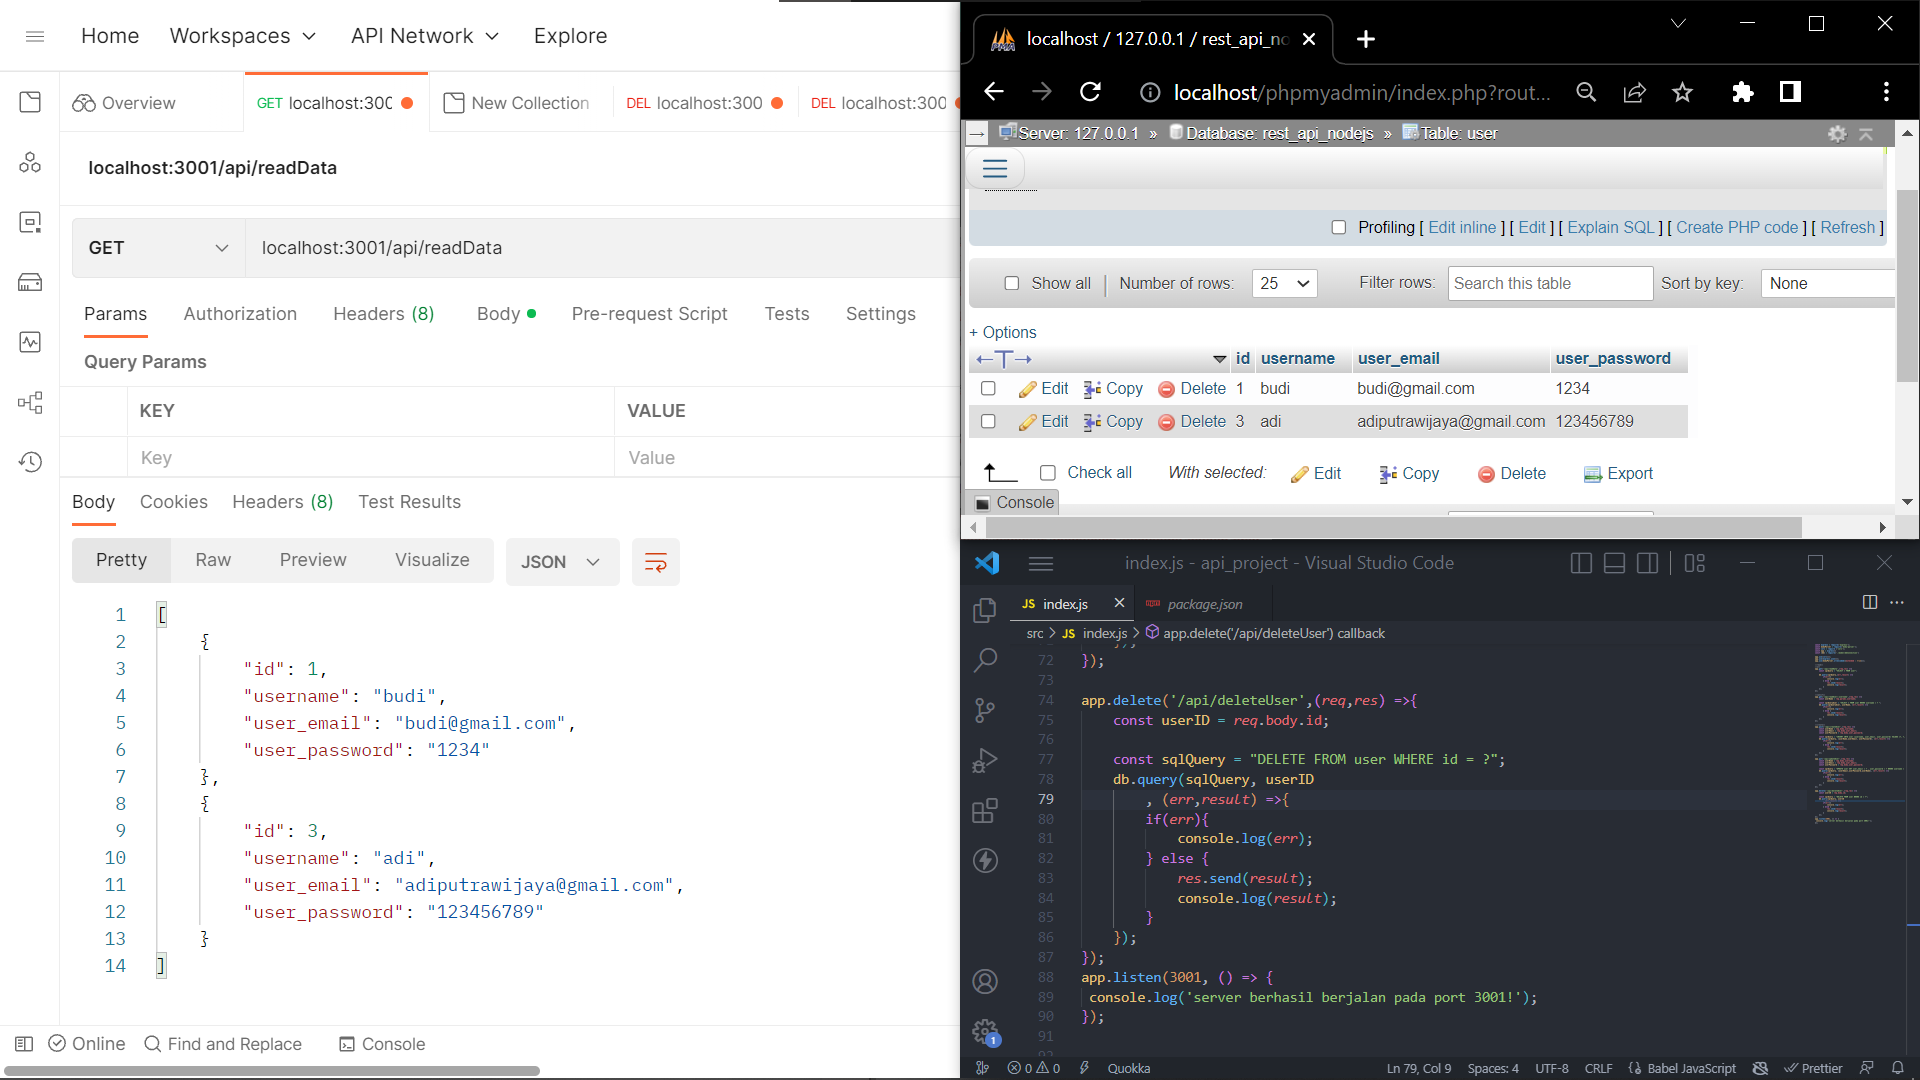 Home Workspaces API Network Explore
Overview GET localhost:300 New Collection DEL localhost:300 DEL localhost:300
localhost:3001/api/readData
GET localhost:3001/api/readData
Params Authorization Headers (8) Body Pre-request Script Tests Settings
Query Params
KEY VALUE
Key Value
Body Cookies Headers (8) Test Results
Pretty Raw Preview Visualize JSON
1 [
2 {
3 "id": 1,
4 "username": "budi",
5 "user_email": "budi@gmail.com",
6 "user_password": "1234"
7 },
8 {
9 "id": 3,
10 "username": "adi",
11 "user_email": "adiputrawijaya@gmail.com",
12 "user_password": "123456789"
13 }
14 ]
Online Find and Replace Console
localhost / 127.0.0.1 / rest_api_no
localhost/phpmyadmin/index.php?rout...
Server: 127.0.0.1 » Database: rest_api_nodejs » Table: user
Profiling [ Edit inline ] [ Edit ] [ Explain SQL ] [ Create PHP code ] [ Refresh ]
Show all Number of rows: 25 Filter rows: Search this table Sort by key: None
+ Options
←T→ id username user_email user_password
Edit Copy Delete 1 budi budi@gmail.com 1234
Edit Copy Delete 3 adi adiputrawijaya@gmail.com 123456789
Check all With selected: Edit Copy Delete Export
Console
index.js - api_project - Visual Studio Code
JS index.js package.json
src > JS index.js > app.delete('/api/deleteUser') callback
72 });
73
74 app.delete('/api/deleteUser',(req,res) =>{
75 const userID = req.body.id;
76
77 const sqlQuery = "DELETE FROM user WHERE id = ?";
78 db.query(sqlQuery, userID
79 , (err,result) =>{
80 if(err){
81 console.log(err);
82 } else {
83 res.send(result);
84 console.log(result);
85 }
86 });
87 });
88 app.listen(3001, () => {
89 console.log('server berhasil berjalan pada port 3001!');
90 });
91
1
0 0 Quokka Ln 79, Col 9 Spaces: 4 UTF-8 CRLF Babel JavaScript Prettier